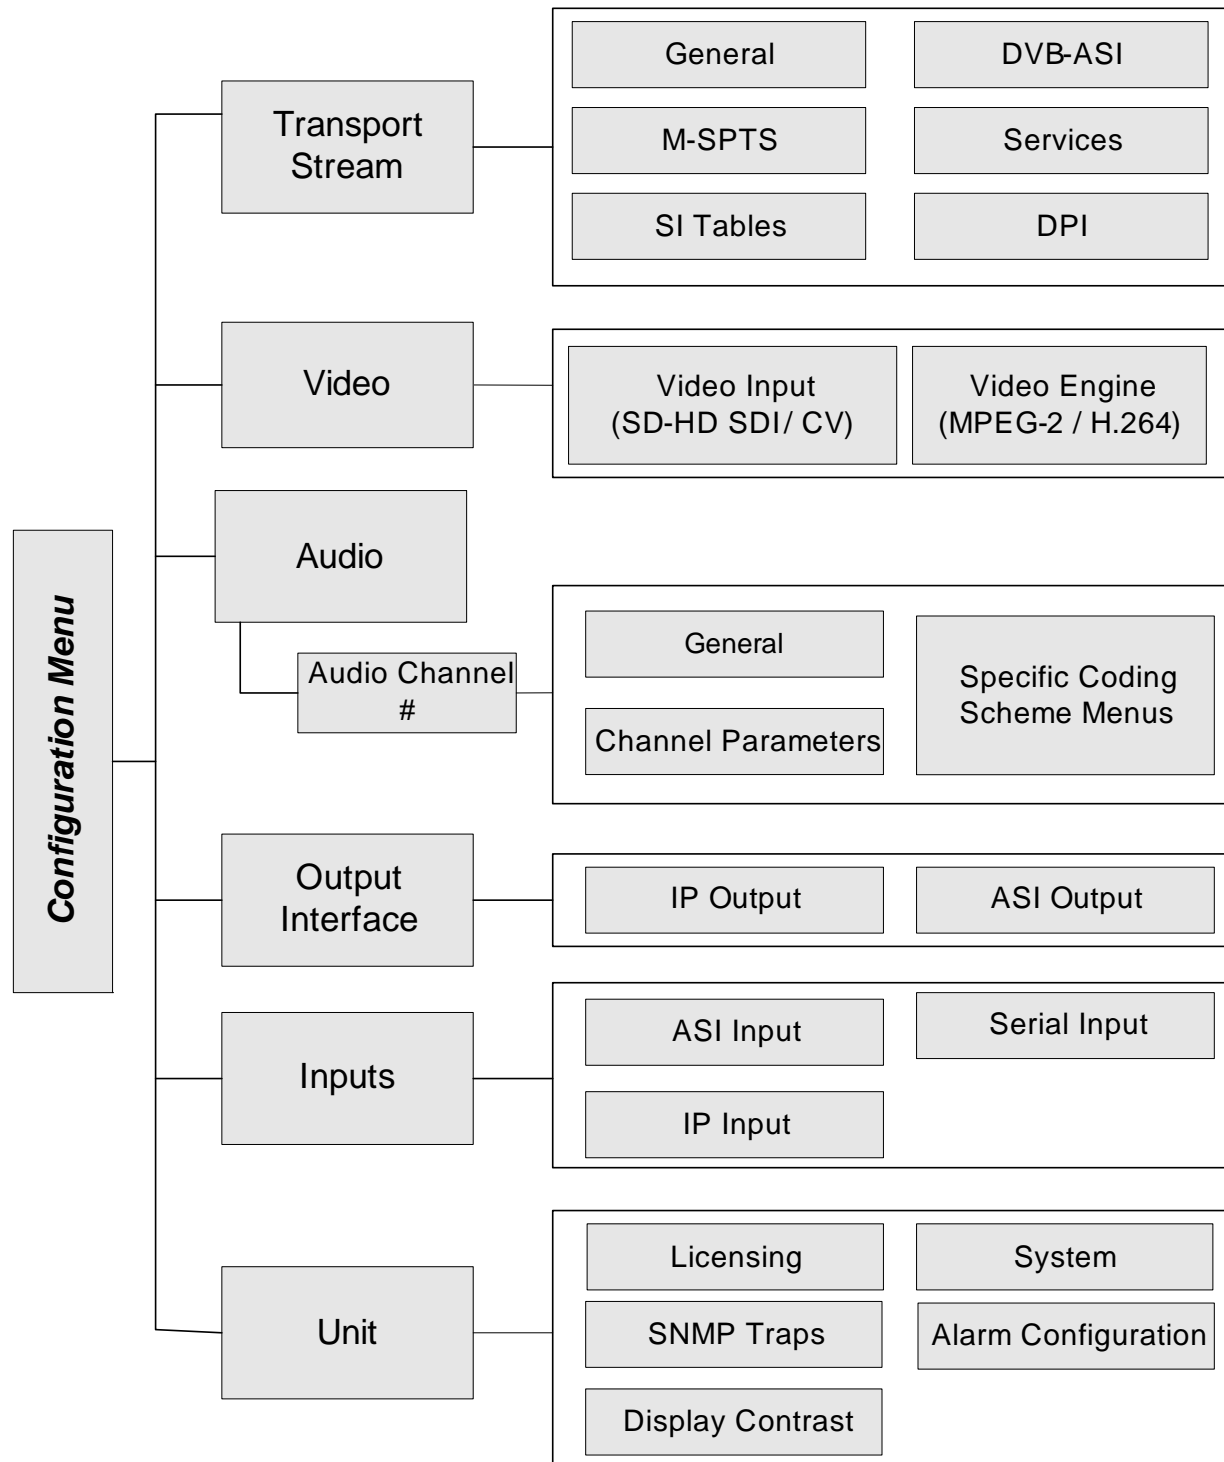 Configuration Menu
Transport
Stream
General
DVB-ASI
M-SPTS
Services
SI Tables
DPI
Video
Video Input
(SD-HD SDI / CV)
Video Engine
(MPEG-2 / H.264)
Audio
Audio Channel
#
General
Channel Parameters
Specific Coding
Scheme Menus
Output
Interface
IP Output
ASI Output
Inputs
ASI Input
Serial Input
IP Input
Unit
Licensing
System
SNMP Traps
Alarm Configuration
Display Contrast